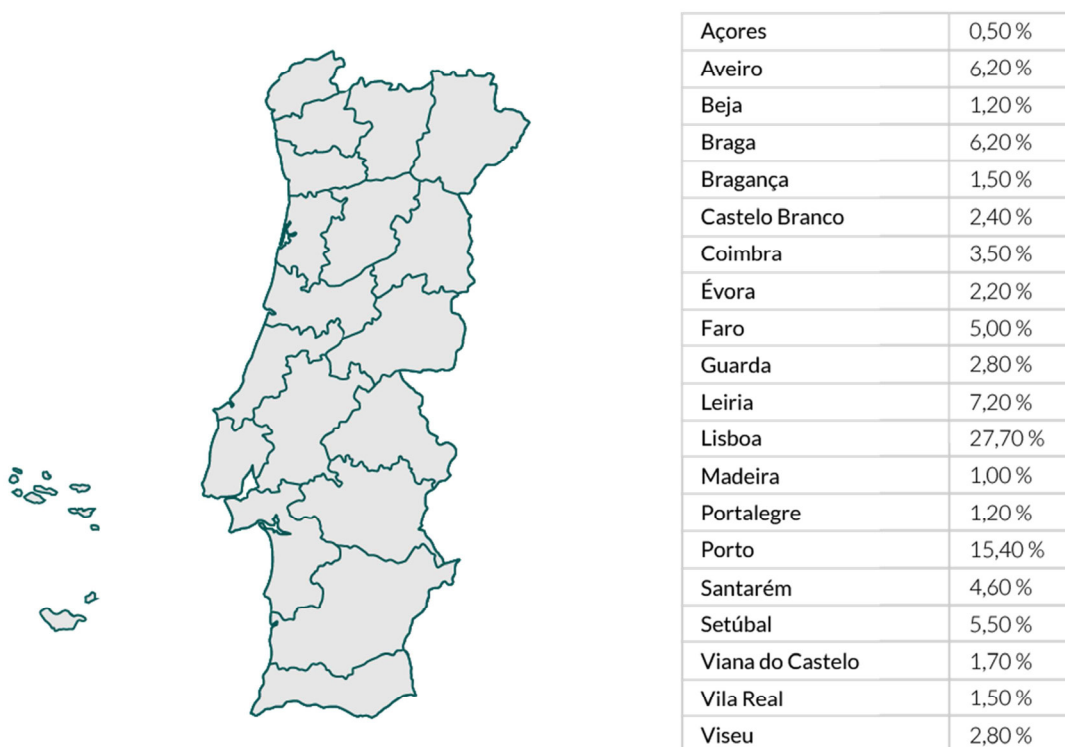 Açores 0,50 %
Aveiro 6,20 %
Beja 1,20 %
Braga 6,20 %
Bragança 1,50 %
Castelo Branco 2,40 %
Coimbra 3,50 %
Évora 2,20 %
Faro 5,00 %
Guarda 2,80 %
Leiria 7,20 %
Lisboa 27,70 %
Madeira 1,00 %
Portalegre 1,20 %
Porto 15,40 %
Santarém 4,60 %
Setúbal 5,50 %
Viana do Castelo 1,70 %
Vila Real 1,50 %
Viseu 2,80 %